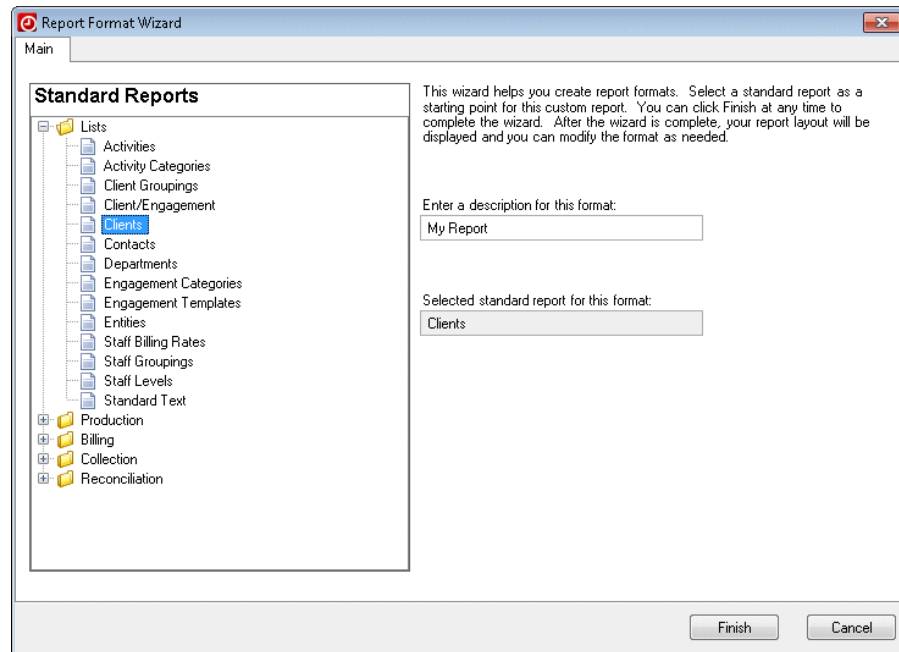 Report Format Wizard
Main
Standard Reports
Lists
Activities
Activity Categories
Client Groupings
Client/Engagement
Clients
Contacts
Departments
Engagement Categories
Engagement Templates
Entities
Staff Billing Rates
Staff Groupings
Staff Levels
Standard Text
Production
Billing
Collection
Reconciliation
This wizard helps you create report formats. Select a standard report as a
starting point for this custom report. You can click Finish at any time to
complete the wizard. After the wizard is complete, your report layout will be
displayed and you can modify the format as needed.
Enter a description for this format:
My Report
Selected standard report for this format:
Clients
Finish
Cancel